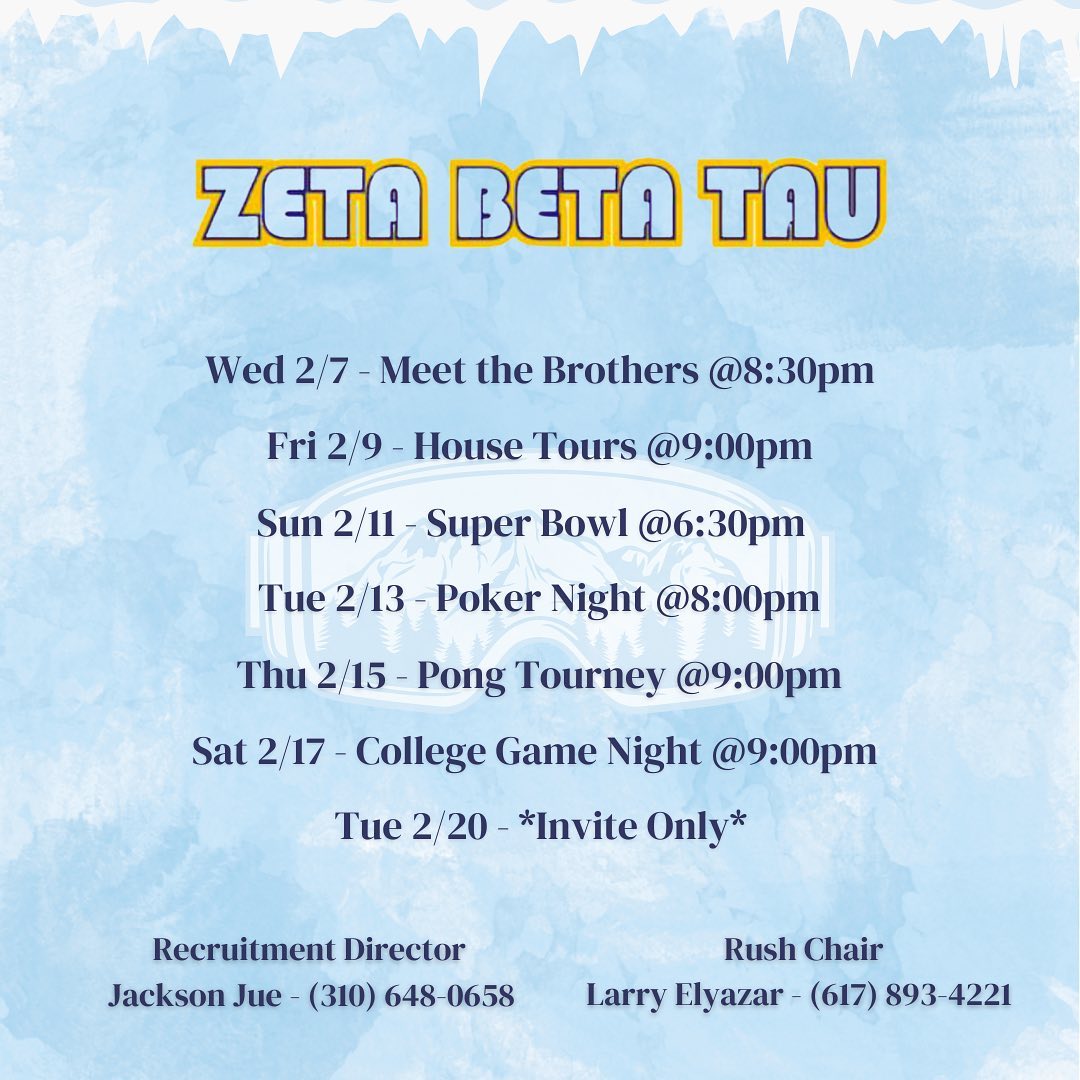 ZETA BETA TAU
Wed 2/7 - Meet the Brothers @8:30pm
Fri 2/9 - House Tours @9:00pm
Sun 2/11 - Super Bowl @6:30pm
Tue 2/13 - Poker Night @8:00pm
Thu 2/15 - Pong Tourney @9:00pm
Sat 2/17 - College Game Night @9:00pm
Tue 2/20 - *Invite Only*
Recruitment Director
Jackson Jue - (310) 648-0658
Rush Chair
Larry Elyazar - (617) 893-4221